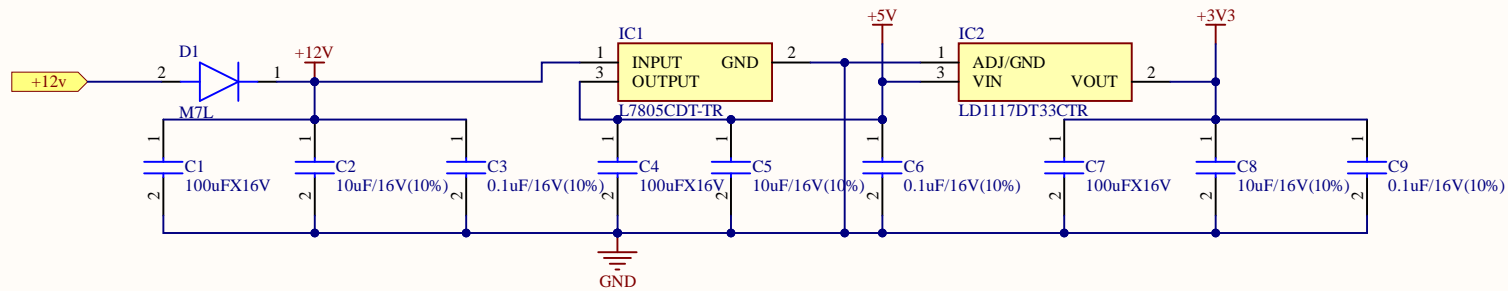 +5V
+3V3
IC1
IC2
D1
+12V
1
INPUT
GND
2
1
ADJ/GND
+12v
2
1
3
OUTPUT
3
VIN
VOUT
2
M7L
L7805CDT-TR
LD1117DT33CTR
1
1
1
1
1
1
1
1
1
C1
C2
C3
C4
C5
C6
C7
C8
C9
100uFX16V
10uF/16V(10%)
0.1uF/16V(10%)
100uFX16V
10uF/16V(10%)
0.1uF/16V(10%)
100uFX16V
10uF/16V(10%)
0.1uF/16V(10%)
2
2
2
2
2
2
2
2
2
GND